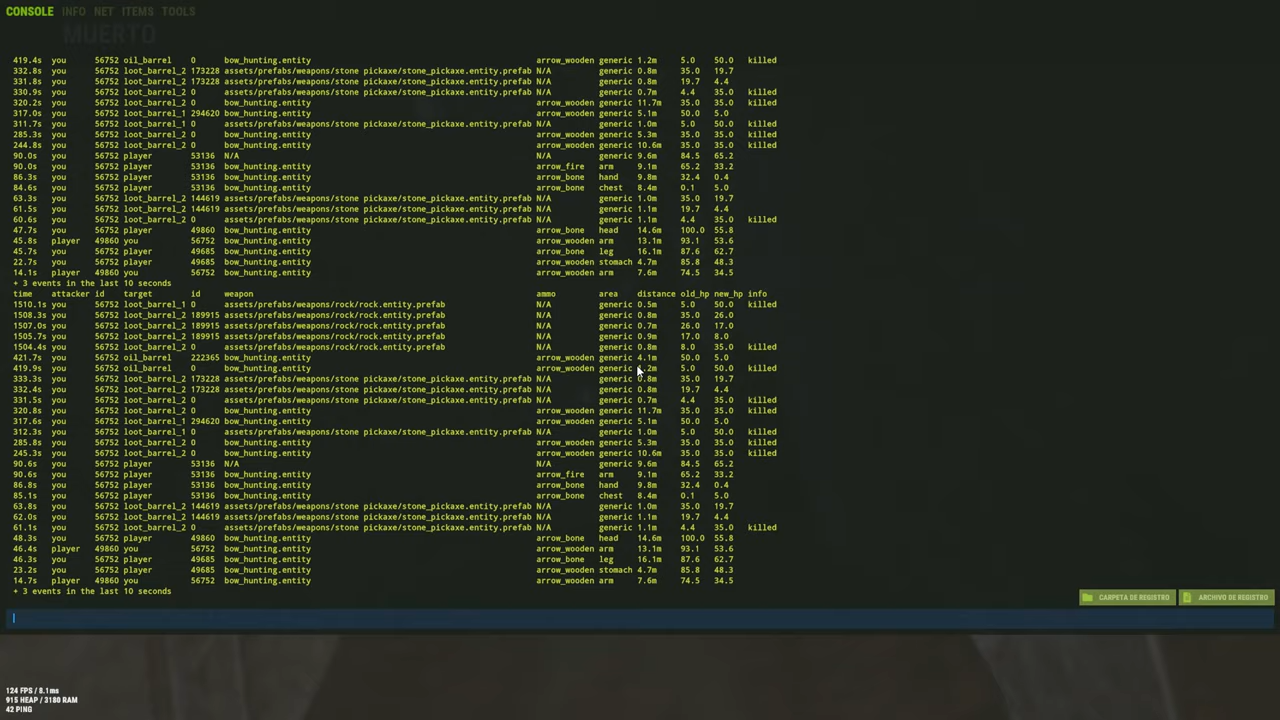 CONSOLE INFO NET ITEMS TOOLS
MUERTO
419.4s you 56752 oil_barrel 0 bow_hunting.entity arrow_wooden generic 1.2m 5.0 50.0 killed
332.8s you 56752 loot_barrel_2 173228 assets/prefabs/weapons/stone pickaxe/stone_pickaxe.entity.prefab N/A generic 0.8m 35.0 19.7
331.8s you 56752 loot_barrel_2 173228 assets/prefabs/weapons/stone pickaxe/stone_pickaxe.entity.prefab N/A generic 0.8m 19.7 4.4
330.9s you 56752 loot_barrel_2 0 assets/prefabs/weapons/stone pickaxe/stone_pickaxe.entity.prefab N/A generic 0.7m 4.4 35.0 killed
320.2s you 56752 loot_barrel_2 0 bow_hunting.entity arrow_wooden generic 11.7m 35.0 35.0 killed
317.0s you 56752 loot_barrel_1 294620 bow_hunting.entity arrow_wooden generic 5.1m 50.0 5.0
311.7s you 56752 loot_barrel_1 0 assets/prefabs/weapons/stone pickaxe/stone_pickaxe.entity.prefab N/A generic 1.0m 5.0 50.0 killed
285.3s you 56752 loot_barrel_2 0 bow_hunting.entity arrow_wooden generic 5.3m 35.0 35.0 killed
244.8s you 56752 loot_barrel_2 0 bow_hunting.entity arrow_wooden generic 10.6m 35.0 35.0 killed
90.0s you 56752 player 53136 N/A N/A generic 9.6m 84.5 65.2
90.0s you 56752 player 53136 bow_hunting.entity arrow_fire arm 9.1m 65.2 33.2
86.3s you 56752 player 53136 bow_hunting.entity arrow_bone hand 9.8m 32.4 0.4
84.6s you 56752 player 53136 bow_hunting.entity arrow_bone chest 8.4m 0.1 5.0
63.3s you 56752 loot_barrel_2 144619 assets/prefabs/weapons/stone pickaxe/stone_pickaxe.entity.prefab N/A generic 1.0m 35.0 19.7
61.5s you 56752 loot_barrel_2 144619 assets/prefabs/weapons/stone pickaxe/stone_pickaxe.entity.prefab N/A generic 1.1m 19.7 4.4
60.6s you 56752 loot_barrel_2 0 assets/prefabs/weapons/stone pickaxe/stone_pickaxe.entity.prefab N/A generic 1.1m 4.4 35.0 killed
47.7s you 56752 player 49860 bow_hunting.entity arrow_bone head 14.6m 100.0 55.8
45.8s player 49860 you 56752 bow_hunting.entity arrow_wooden arm 13.1m 93.1 53.6
45.7s you 56752 player 49685 bow_hunting.entity arrow_bone leg 16.1m 87.6 62.7
22.7s you 56752 player 49685 bow_hunting.entity arrow_wooden stomach 4.7m 85.8 48.3
14.1s player 49860 you 56752 bow_hunting.entity arrow_wooden arm 7.6m 74.5 34.5
+ 3 events in the last 10 seconds
time attacker id target id weapon ammo area distance old_hp new_hp info
1510.1s you 56752 loot_barrel_1 0 assets/prefabs/weapons/rock/rock.entity.prefab N/A generic 0.5m 5.0 50.0 killed
1508.3s you 56752 loot_barrel_2 189915 assets/prefabs/weapons/rock/rock.entity.prefab N/A generic 0.8m 35.0 26.0
1507.0s you 56752 loot_barrel_2 189915 assets/prefabs/weapons/rock/rock.entity.prefab N/A generic 0.7m 26.0 17.0
1505.7s you 56752 loot_barrel_2 189915 assets/prefabs/weapons/rock/rock.entity.prefab N/A generic 0.9m 17.0 8.0
1504.4s you 56752 loot_barrel_2 0 assets/prefabs/weapons/rock/rock.entity.prefab N/A generic 0.8m 8.0 35.0 killed
421.7s you 56752 oil_barrel 222365 bow_hunting.entity arrow_wooden generic 4.1m 50.0 5.0
419.9s you 56752 oil_barrel 0 bow_hunting.entity arrow_wooden generic 1.2m 5.0 50.0 killed
333.3s you 56752 loot_barrel_2 173228 assets/prefabs/weapons/stone pickaxe/stone_pickaxe.entity.prefab N/A generic 0.8m 35.0 19.7
332.4s you 56752 loot_barrel_2 173228 assets/prefabs/weapons/stone pickaxe/stone_pickaxe.entity.prefab N/A generic 0.8m 19.7 4.4
331.5s you 56752 loot_barrel_2 0 assets/prefabs/weapons/stone pickaxe/stone_pickaxe.entity.prefab N/A generic 0.7m 4.4 35.0 killed
320.8s you 56752 loot_barrel_2 0 bow_hunting.entity arrow_wooden generic 11.7m 35.0 35.0 killed
317.6s you 56752 loot_barrel_1 294620 bow_hunting.entity arrow_wooden generic 5.1m 50.0 5.0
312.3s you 56752 loot_barrel_1 0 assets/prefabs/weapons/stone pickaxe/stone_pickaxe.entity.prefab N/A generic 1.0m 5.0 50.0 killed
285.8s you 56752 loot_barrel_2 0 bow_hunting.entity arrow_wooden generic 5.3m 35.0 35.0 killed
245.3s you 56752 loot_barrel_2 0 bow_hunting.entity arrow_wooden generic 10.6m 35.0 35.0 killed
90.6s you 56752 player 53136 N/A N/A generic 9.6m 84.5 65.2
90.6s you 56752 player 53136 bow_hunting.entity arrow_fire arm 9.1m 65.2 33.2
86.8s you 56752 player 53136 bow_hunting.entity arrow_bone hand 9.8m 32.4 0.4
85.1s you 56752 player 53136 bow_hunting.entity arrow_bone chest 8.4m 0.1 5.0
63.8s you 56752 loot_barrel_2 144619 assets/prefabs/weapons/stone pickaxe/stone_pickaxe.entity.prefab N/A generic 1.0m 35.0 19.7
62.0s you 56752 loot_barrel_2 144619 assets/prefabs/weapons/stone pickaxe/stone_pickaxe.entity.prefab N/A generic 1.1m 19.7 4.4
61.1s you 56752 loot_barrel_2 0 assets/prefabs/weapons/stone pickaxe/stone_pickaxe.entity.prefab N/A generic 1.1m 4.4 35.0 killed
48.3s you 56752 player 49860 bow_hunting.entity arrow_bone head 14.6m 100.0 55.8
46.4s player 49860 you 56752 bow_hunting.entity arrow_wooden arm 13.1m 93.1 53.6
46.3s you 56752 player 49685 bow_hunting.entity arrow_bone leg 16.1m 87.6 62.7
23.2s you 56752 player 49685 bow_hunting.entity arrow_wooden stomach 4.7m 85.8 48.3
14.7s player 49860 you 56752 bow_hunting.entity arrow_wooden arm 7.6m 74.5 34.5
+ 3 events in the last 10 seconds
CARPETA DE REGISTRO ARCHIVO DE REGISTRO
124 FPS / 8.1ms
915 HEAP / 3180 RAM
42 PING